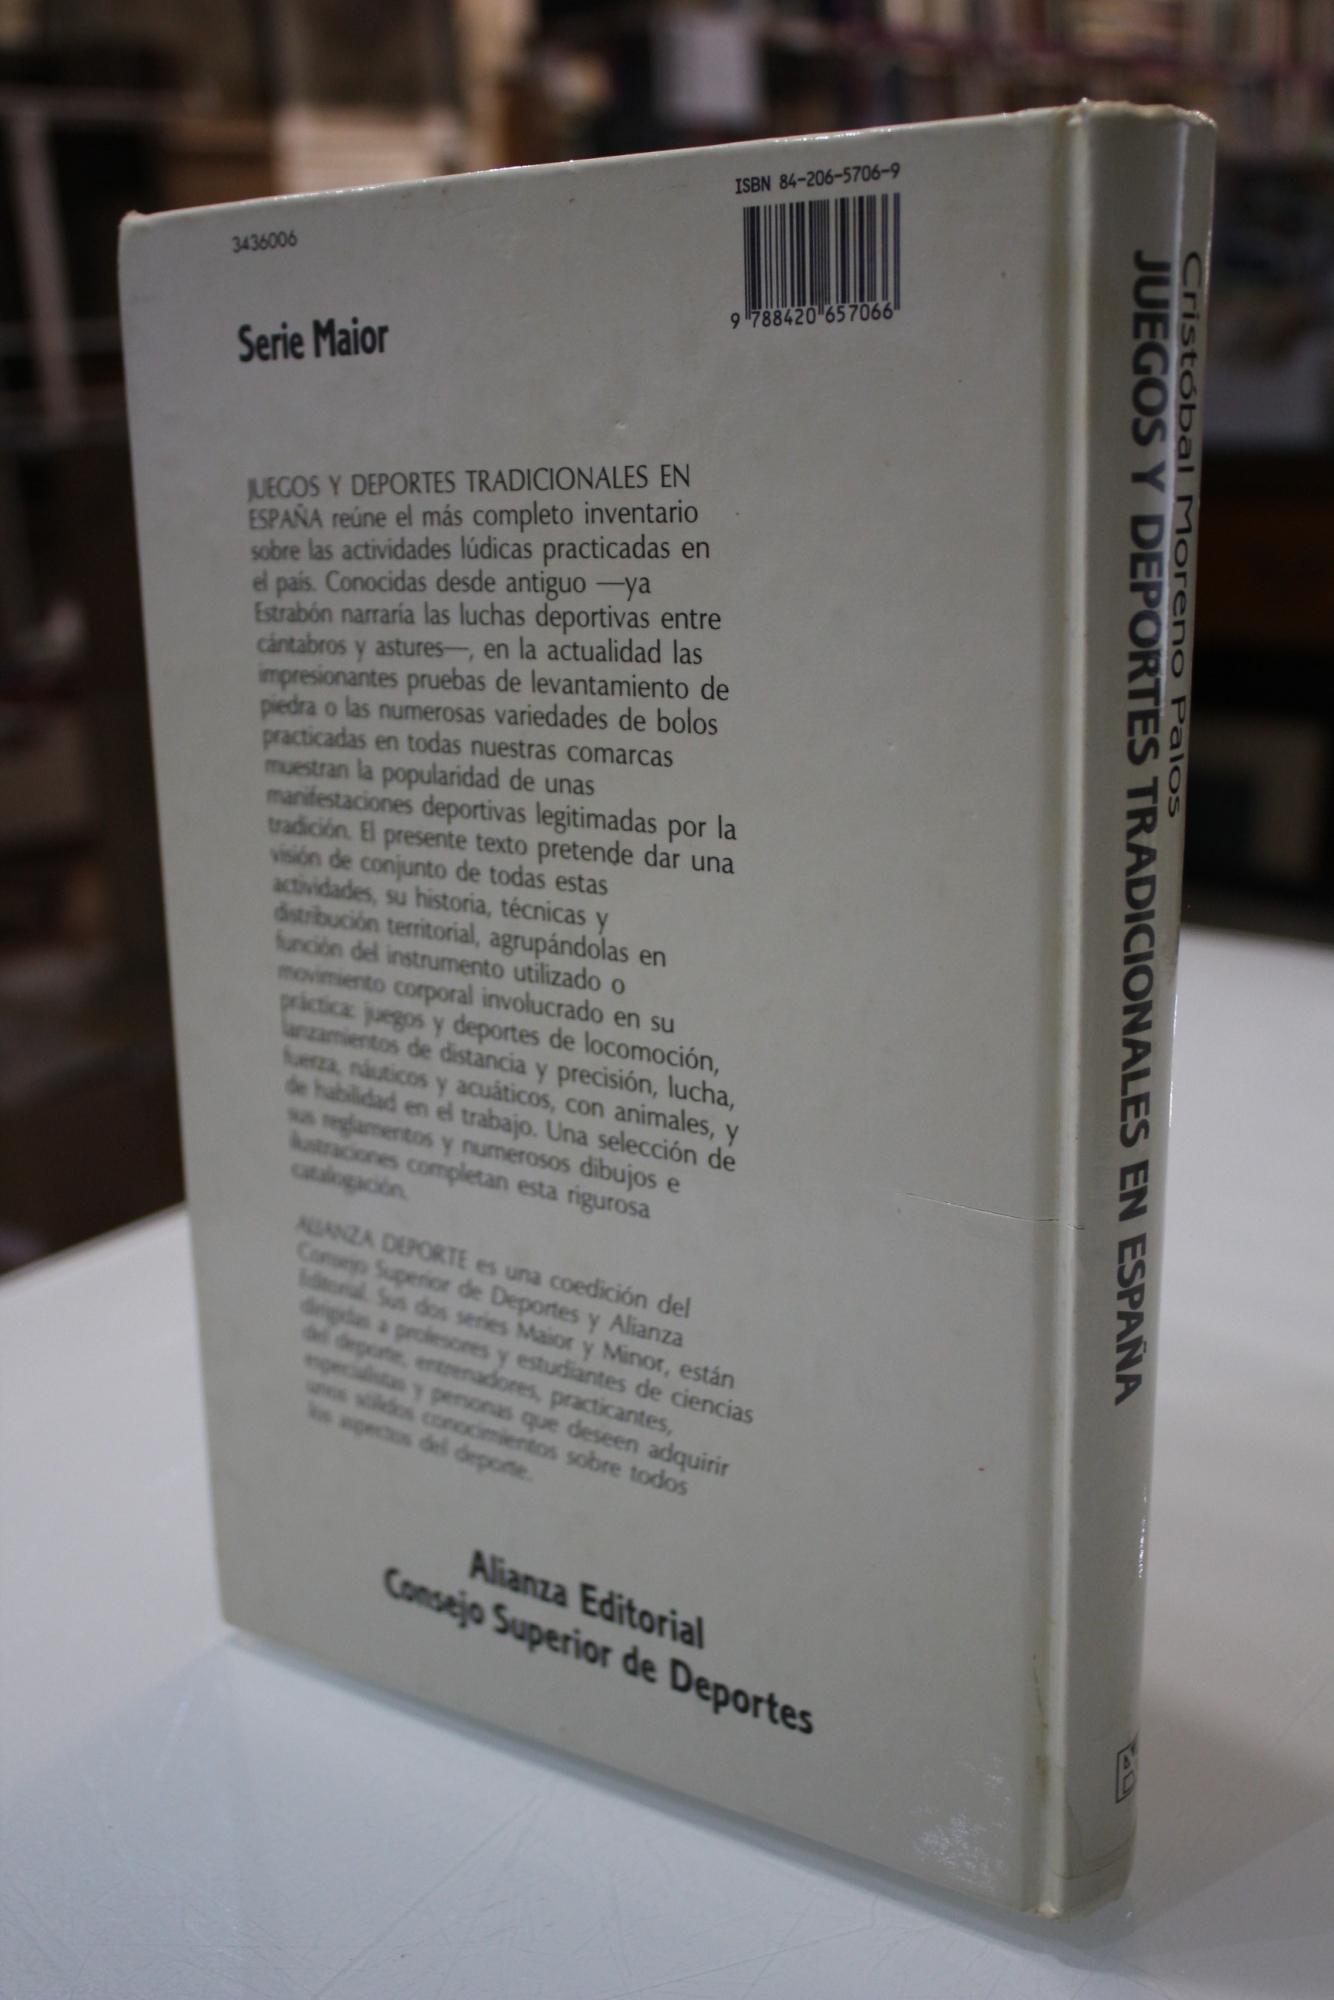 3436006
ISBN 84-206-5706-9
9 788420 657066
Serie Maior
JUEGOS Y DEPORTES TRADICIONALES EN
ESPAÑA reúne el más completo inventario
sobre las actividades lúdicas practicadas en
el país. Conocidas desde antiguo —ya
Estrabón narraría las luchas deportivas entre
cántabros y astures—, en la actualidad las
impresionantes pruebas de levantamiento de
piedra o las numerosas variedades de bolos
practicadas en todas nuestras comarcas
muestran la popularidad de unas
manifestaciones deportivas legitimadas por la
tradición. El presente texto pretende dar una
visión de conjunto de todas estas
actividades, su historia, técnicas y
distribución territorial, agrupándolas en
función del instrumento utilizado o
movimiento corporal involucrado en su
práctica: juegos y deportes de locomoción,
lanzamientos de distancia y precisión, lucha,
fuerza, náuticos y acuáticos, con animales, y
de habilidad en el trabajo. Una selección de
sus reglamentos y numerosos dibujos e
ilustraciones completan esta rigurosa
catalogación.
ALIANZA DEPORTE es una coedición del
Consejo Superior de Deportes y Alianza
Editorial. Sus dos series Maior y Minor, están
dirigidas a profesores y estudiantes de ciencias
del deporte, entrenadores, practicantes,
especialistas y personas que deseen adquirir
unos sólidos conocimientos sobre todos
los aspectos del deporte.
Alianza Editorial
Consejo Superior de Deportes
Cristóbal Moreno Palos
JUEGOS Y DEPORTES TRADICIONALES EN ESPAÑA